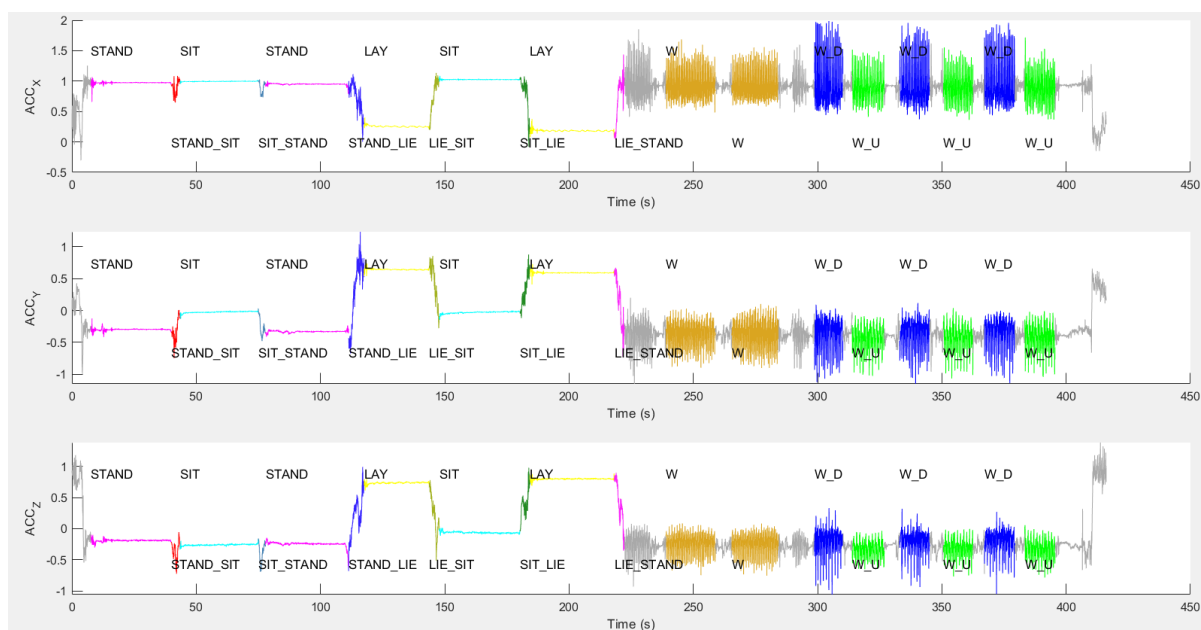 2
1.5
1
0.5
0
-0.5
ACC_X
STAND SIT STAND LAY SIT LAY W W_D W_D W_D
STAND_SIT SIT_STAND STAND_LIE LIE_SIT SIT_LIE LIE_STAND W W_U W_U W_U
0 50 100 150 200 250 300 350 400 450
Time (s)
1
0.5
0
-0.5
-1
ACC_Y
STAND SIT STAND LAY SIT LAY W W_D W_D W_D
STAND_SIT SIT_STAND STAND_LIE LIE_SIT SIT_LIE LIE_STAND W W_U W_U W_U
0 50 100 150 200 250 300 350 400 450
Time (s)
1
0.5
0
-0.5
-1
ACC_Z
STAND SIT STAND LAY SIT LAY W W_D W_D W_D
STAND_SIT SIT_STAND STAND_LIE LIE_SIT SIT_LIE LIE_STAND W W_U W_U W_U
0 50 100 150 200 250 300 350 400 450
Time (s)